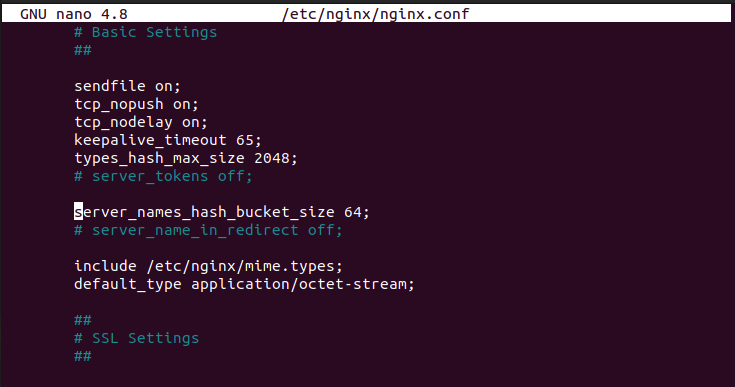 GNU nano 4.8 /etc/nginx/nginx.conf
# Basic Settings
##
sendfile on;
tcp_nopush on;
tcp_nodelay on;
keepalive_timeout 65;
types_hash_max_size 2048;
# server_tokens off;
server_names_hash_bucket_size 64;
# server_name_in_redirect off;
include /etc/nginx/mime.types;
default_type application/octet-stream;
##
# SSL Settings
##